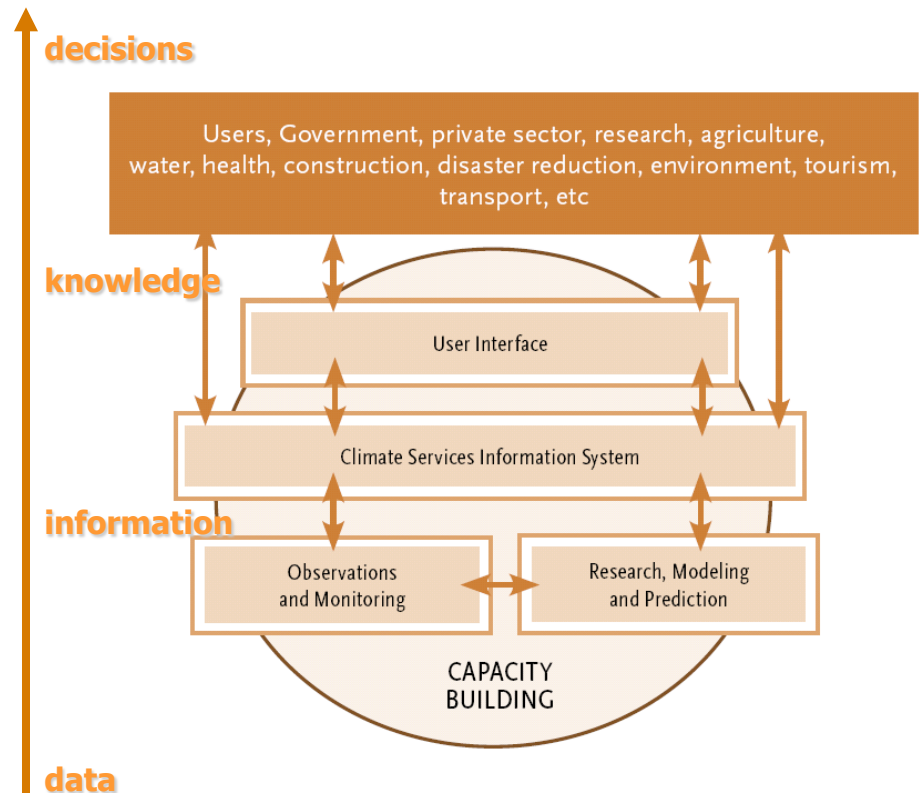 decisions
Users, Government, private sector, research, agriculture,
water, health, construction, disaster reduction, environment, tourism,
transport, etc
knowledge
User Interface
Climate Services Information System
information
Observations
and Monitoring
Research, Modeling
and Prediction
CAPACITY
BUILDING
data